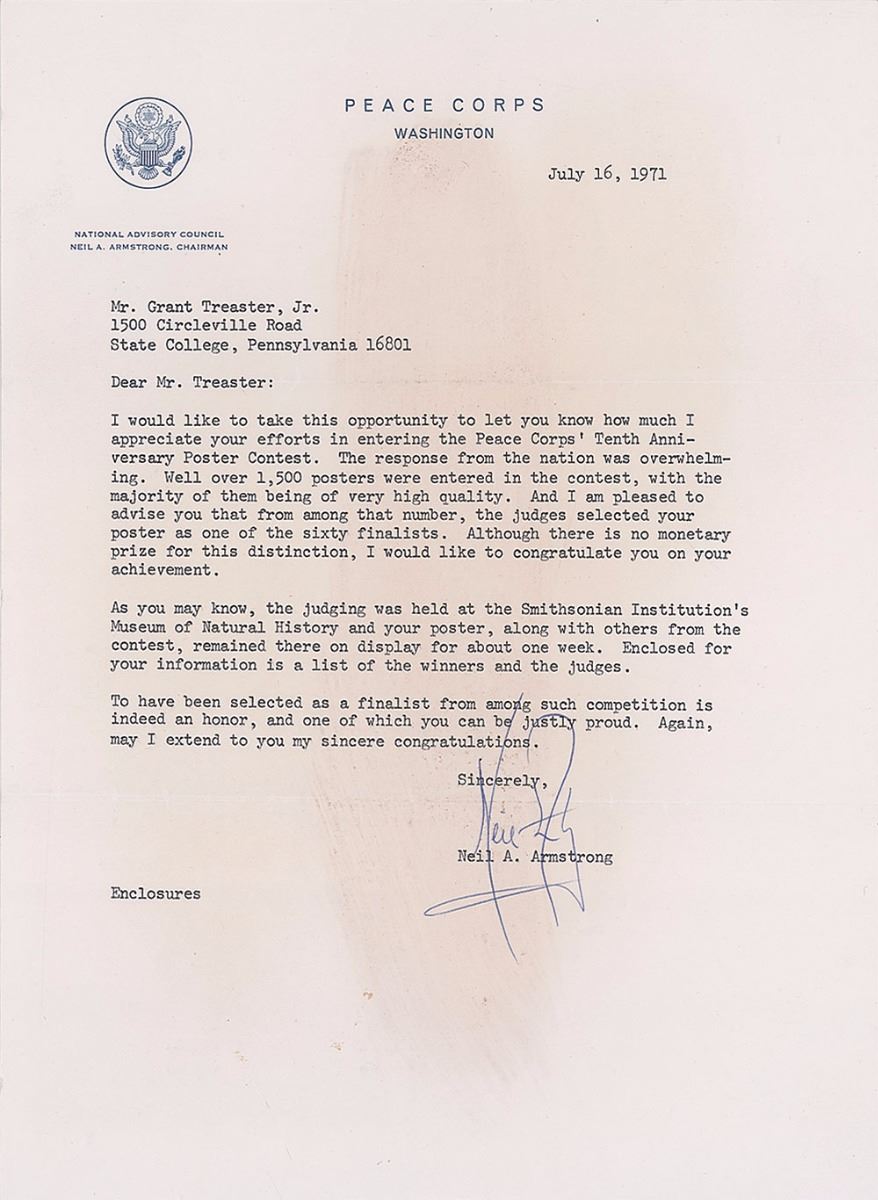 PEACE CORPS
WASHINGTON
July 16, 1971
NATIONAL ADVISORY COUNCIL
NEIL A. ARMSTRONG, CHAIRMAN
Mr. Grant Treaster, Jr.
1500 Circleville Road
State College, Pennsylvania 16801
Dear Mr. Treaster:
I would like to take this opportunity to let you know how much I
appreciate your efforts in entering the Peace Corps' Tenth Anni-
versary Poster Contest. The response from the nation was overwhelm-
ing. Well over 1,500 posters were entered in the contest, with the
majority of them being of very high quality. And I am pleased to
advise you that from among that number, the judges selected your
poster as one of the sixty finalists. Although there is no monetary
prize for this distinction, I would like to congratulate you on your
achievement.
As you may know, the judging was held at the Smithsonian Institution's
Museum of Natural History and your poster, along with others from the
contest, remained there on display for about one week. Enclosed for
your information is a list of the winners and the judges.
To have been selected as a finalist from among such competition is
indeed an honor, and one of which you can be justly proud. Again,
may I extend to you my sincere congratulations.
Sincerely,
Neil
Neil A. Armstrong
Enclosures